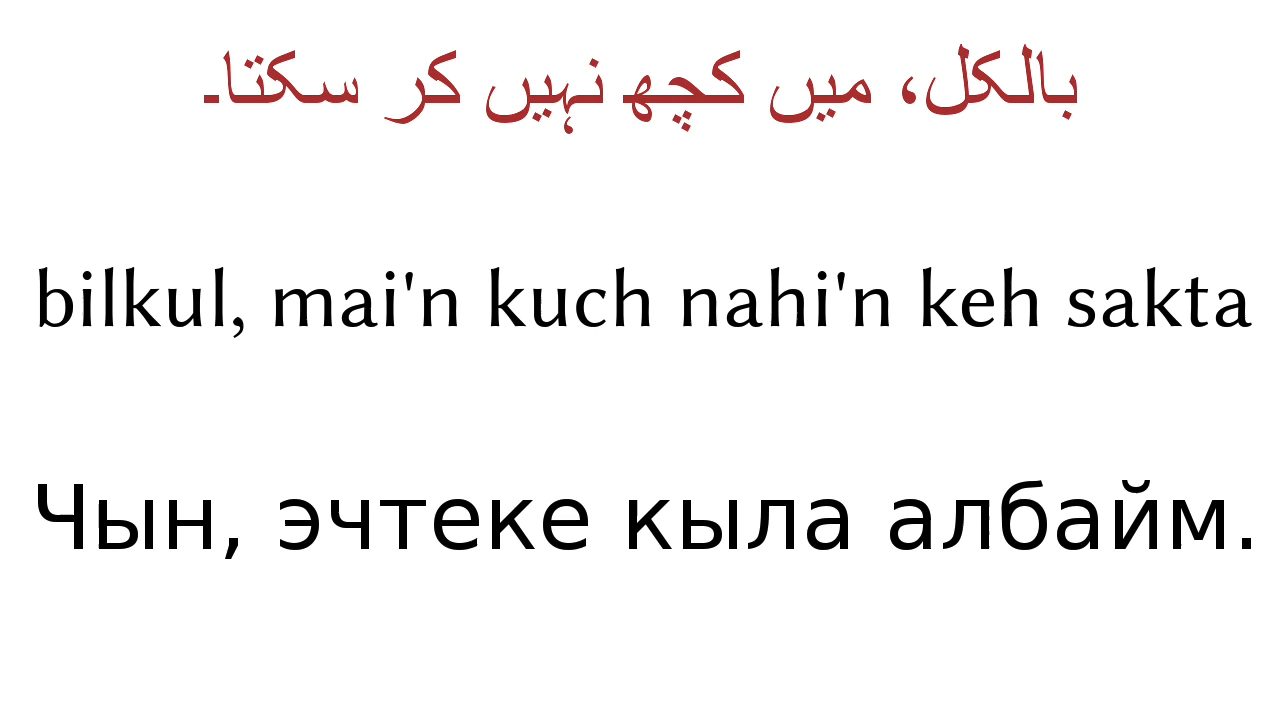 بالکل، میں کچھ نہیں کر سکتا۔
bilkul, mai'n kuch nahi'n keh sakta
Чын, эчтеке кыла албайм.